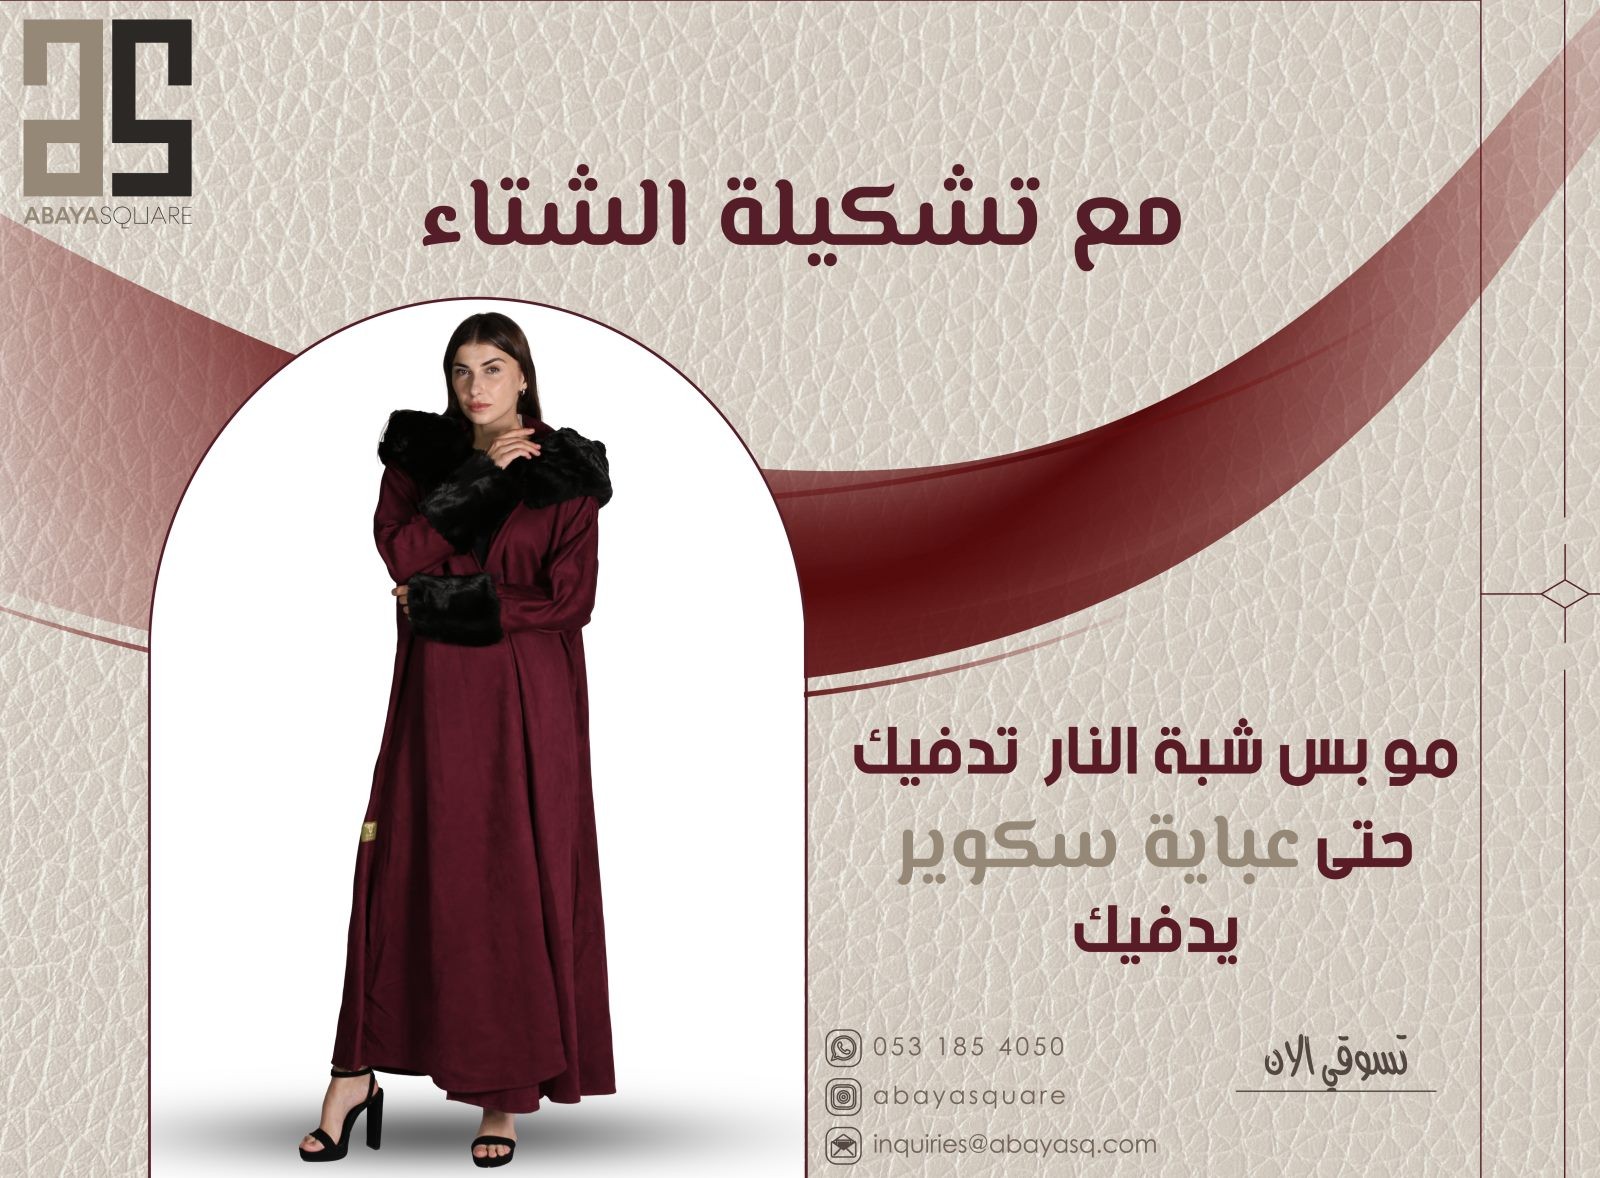 ABAYASQUARE
مع تشكيلة الشتاء
مو بس شبة النار تدفيك
حتى عباية سكوير
يدفيك
تسوقي الان
053 185 4050
abayasquare
inquiries@abayasq.com